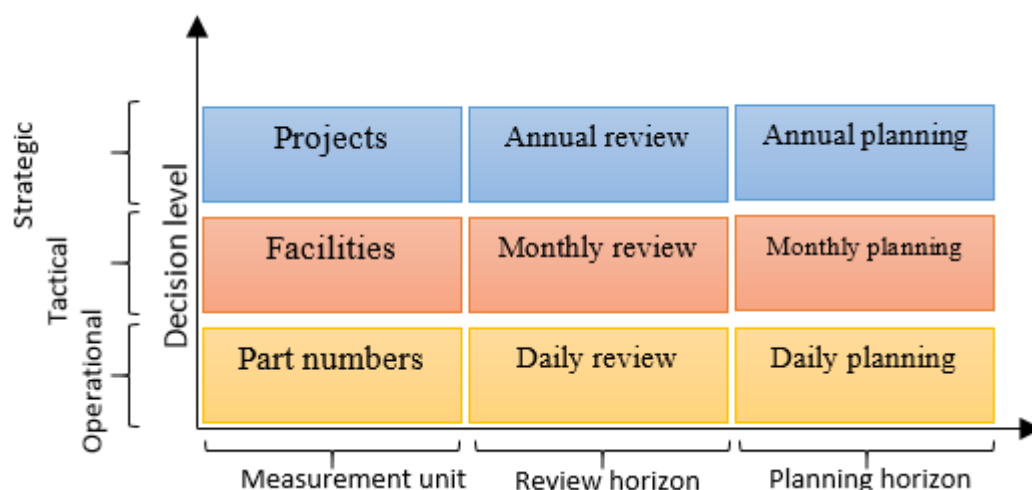 Strategic
Tactical
Operational
Decision level
Projects
Annual review
Annual planning
Facilities
Monthly review
Monthly planning
Part numbers
Daily review
Daily planning
Measurement unit
Review horizon
Planning horizon